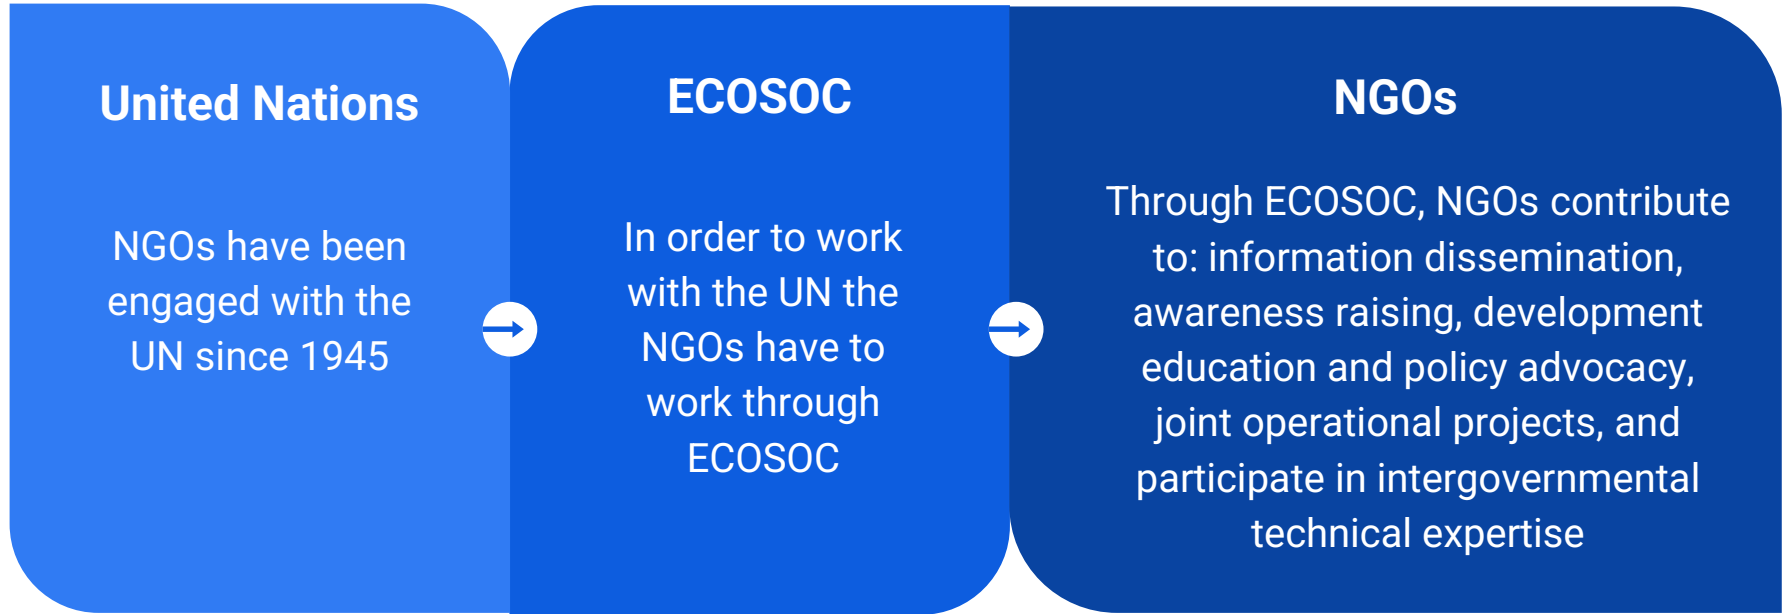 United Nations
NGOs have been
engaged with the
UN since 1945
ECOSOC
In order to work
with the UN the
NGOs have to
work through
ECOSOC
NGOs
Through ECOSOC, NGOs contribute
to: information dissemination,
awareness raising, development
education and policy advocacy,
joint operational projects, and
participate in intergovernmental
technical expertise